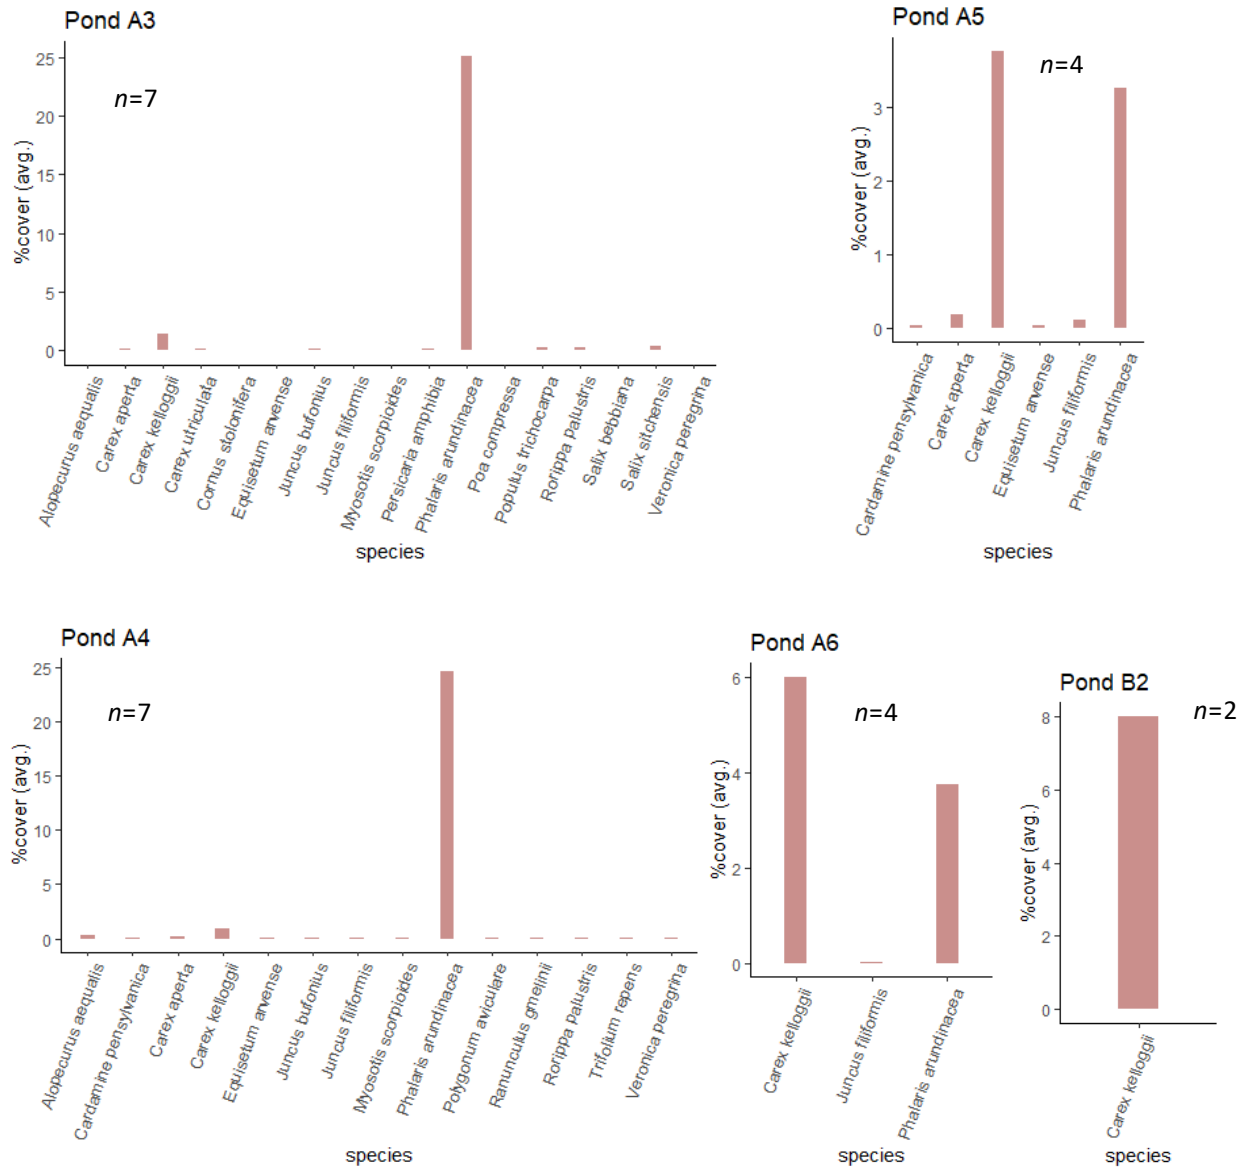 Pond A3
n=7
%cover (avg.)
25
20
15
10
5
0
Alopecurus aequalis
Carex aperta
Carex kelloggii
Carex utriculata
Cornus stolonifera
Equisetum arvense
Juncus bufonius
Juncus filiformis
Myosotis scorpioides
Persicaria amphibia
Phalaris arundinacea
Poa compressa
Populus trichocarpa
Rorippa palustris
Salix bebbiana
Salix sitchensis
Veronica peregrina
species
Pond A5
n=4
%cover (avg.)
3
2
1
0
Cardamine pensylvanica
Carex aperta
Carex kelloggii
Equisetum arvense
Juncus filiformis
Phalaris arundinacea
species
Pond A4
n=7
%cover (avg.)
25
20
15
10
5
0
Alopecurus aequalis
Cardamine pensylvanica
Carex aperta
Carex kelloggii
Equisetum arvense
Juncus bufonius
Juncus filiformis
Myosotis scorpioides
Phalaris arundinacea
Polygonum aviculare
Ranunculus gmelinii
Rorippa palustris
Trifolium repens
Veronica peregrina
species
Pond A6
n=4
%cover (avg.)
6
4
2
0
Carex kelloggii
Juncus filiformis
Phalaris arundinacea
species
Pond B2
n=2
%cover (avg.)
8
6
4
2
0
Carex kelloggii
species